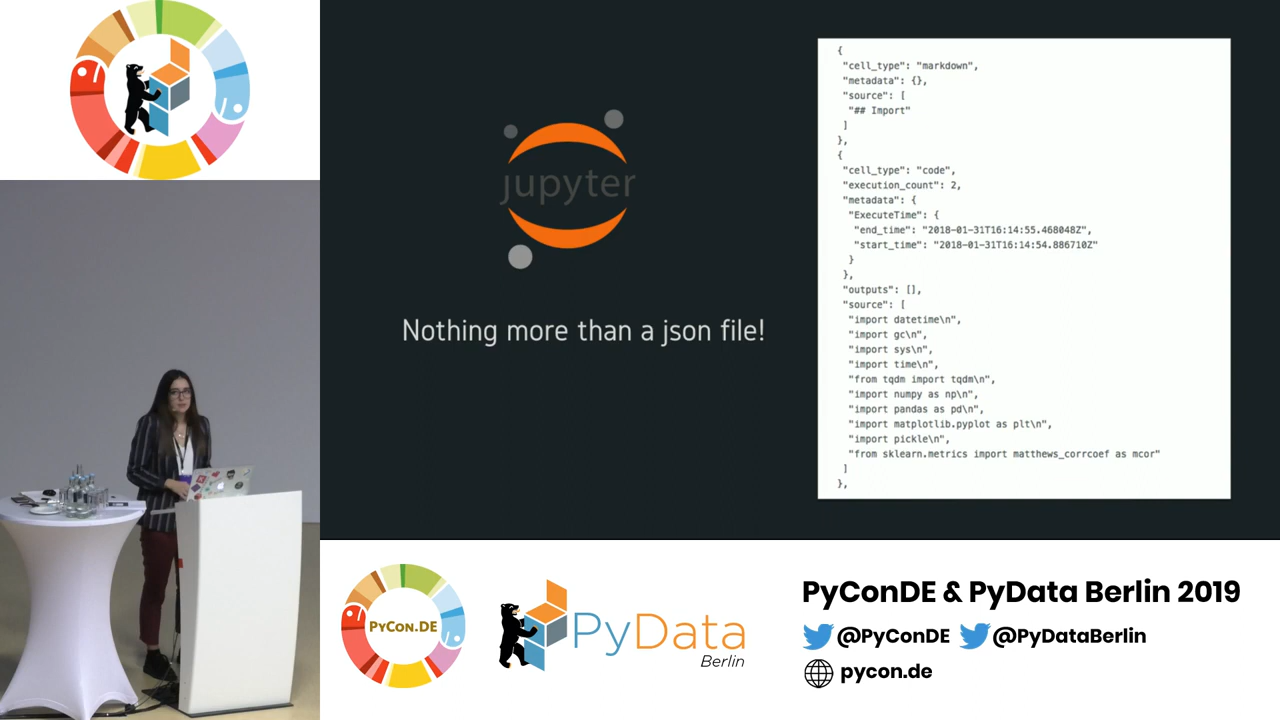 jupyter
Nothing more than a json file!
{
"cell_type": "markdown",
"metadata": {},
"source": [
"## Import"
]
},
{
"cell_type": "code",
"execution_count": 2,
"metadata": {
"ExecuteTime": {
"end_time": "2018-01-31T16:14:55.468048Z",
"start_time": "2018-01-31T16:14:54.886710Z"
}
},
"outputs": [],
"source": [
"import datetime\n",
"import gc\n",
"import sys\n",
"import time\n",
"from tqdm import tqdm\n",
"import numpy as np\n",
"import pandas as pd\n",
"import matplotlib.pyplot as plt\n",
"import pickle\n",
"from sklearn.metrics import matthews_corrcoef as mcor"
]
},
PYCON.DE
PyData
Berlin
PyConDE & PyData Berlin 2019
@PyConDE @PyDataBerlin
pycon.de